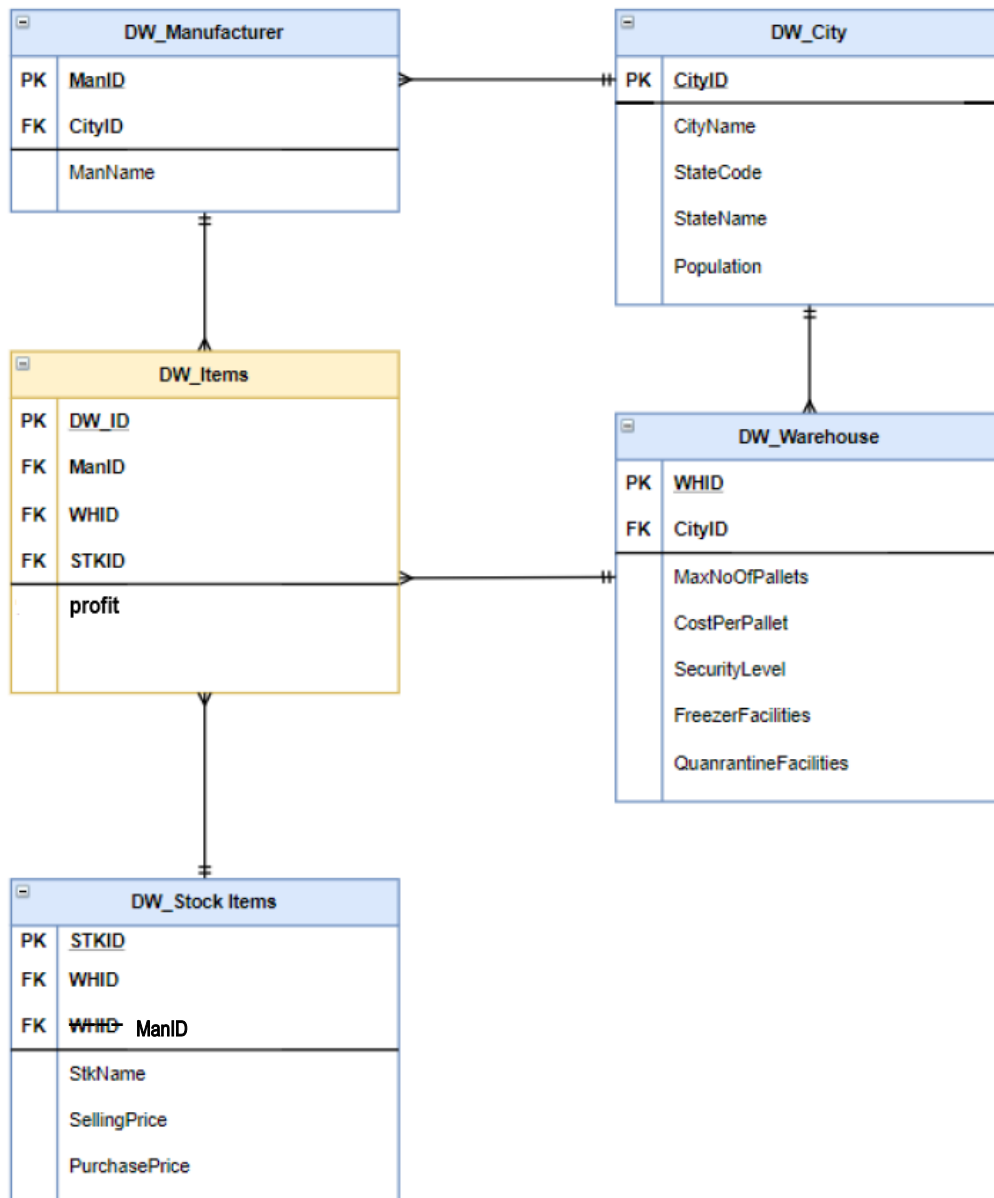 DW_Manufacturer
PK ManID
FK CityID
ManName
DW_City
PK CityID
CityName
StateCode
StateName
Population
DW_Items
PK DW_ID
FK ManID
FK WHID
FK STKID
profit
DW_Warehouse
PK WHID
FK CityID
MaxNoOfPallets
CostPerPallet
SecurityLevel
FreezerFacilities
QuanrantineFacilities
DW_Stock Items
PK STKID
FK WHID
FK WHID ManID
StkName
SellingPrice
PurchasePrice